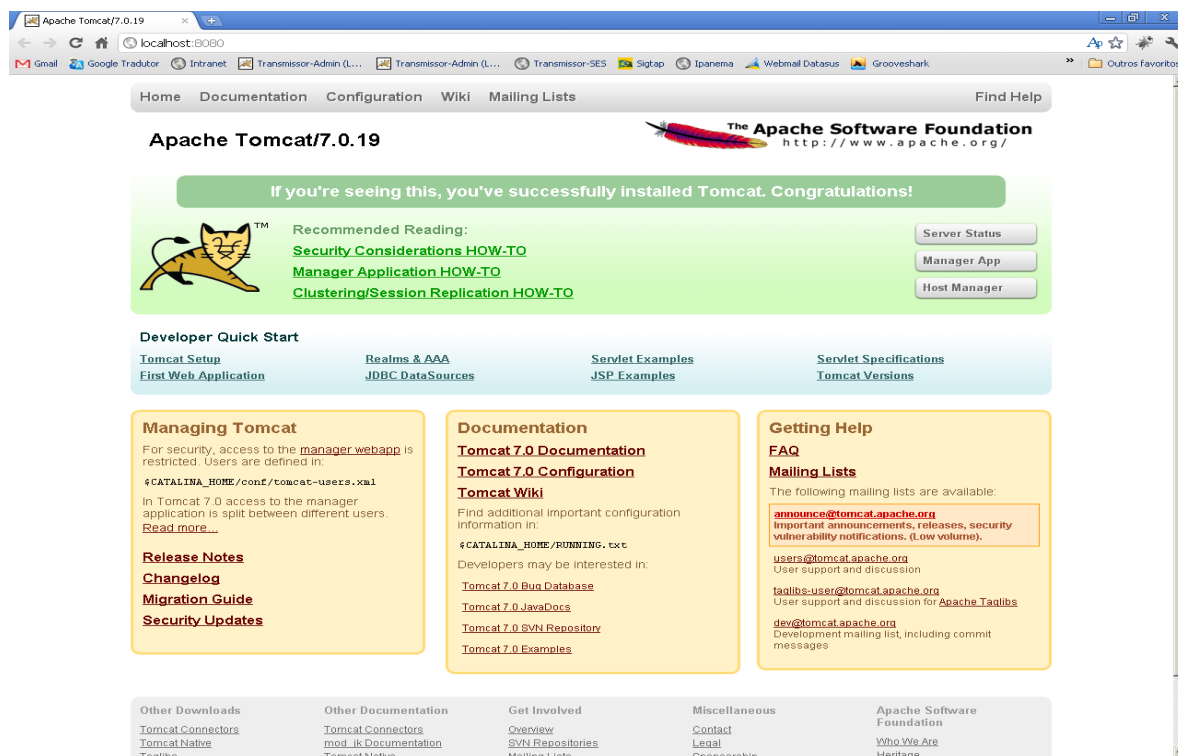 Apache Tomcat/7.0.19
localhost:8080
Gmail Google Tradutor Intranet Transmissor-Admin (L... Transmissor-Admin (L... Transmissor-SES Sigtap Ipanema Webmail Datasus Grooveshark » Outros favoritos
Home Documentation Configuration Wiki Mailing Lists Find Help
Apache Tomcat/7.0.19
The Apache Software Foundation
http://www.apache.org/
If you're seeing this, you've successfully installed Tomcat. Congratulations!
TM
Recommended Reading:
Security Considerations HOW-TO
Manager Application HOW-TO
Clustering/Session Replication HOW-TO
Server Status
Manager App
Host Manager
Developer Quick Start
Tomcat Setup Realms & AAA Servlet Examples Servlet Specifications
First Web Application JDBC DataSources JSP Examples Tomcat Versions
Managing Tomcat
For security, access to the manager webapp is
restricted. Users are defined in:
$CATALINA_HOME/conf/tomcat-users.xml
In Tomcat 7.0 access to the manager
application is split between different users.
Read more...
Release Notes
Changelog
Migration Guide
Security Updates
Documentation
Tomcat 7.0 Documentation
Tomcat 7.0 Configuration
Tomcat Wiki
Find additional important configuration
information in:
$CATALINA_HOME/RUNNING.txt
Developers may be interested in:
Tomcat 7.0 Bug Database
Tomcat 7.0 JavaDocs
Tomcat 7.0 SVN Repository
Tomcat 7.0 Examples
Getting Help
FAQ
Mailing Lists
The following mailing lists are available:
announce@tomcat.apache.org
Important announcements, releases, security
vulnerability notifications. (Low volume).
users@tomcat.apache.org
User support and discussion
taglibs-user@tomcat.apache.org
User support and discussion for Apache Taglibs
dev@tomcat.apache.org
Development mailing list, including commit
messages
Other Downloads
Tomcat Connectors
Tomcat Native
Taglibs
Other Documentation
Tomcat Connectors
mod_jk Documentation
Tomcat Native
Get Involved
Overview
SVN Repositories
Mailing Lists
Miscellaneous
Contact
Legal
Sponsorship
Apache Software
Foundation
Who We Are
Heritage